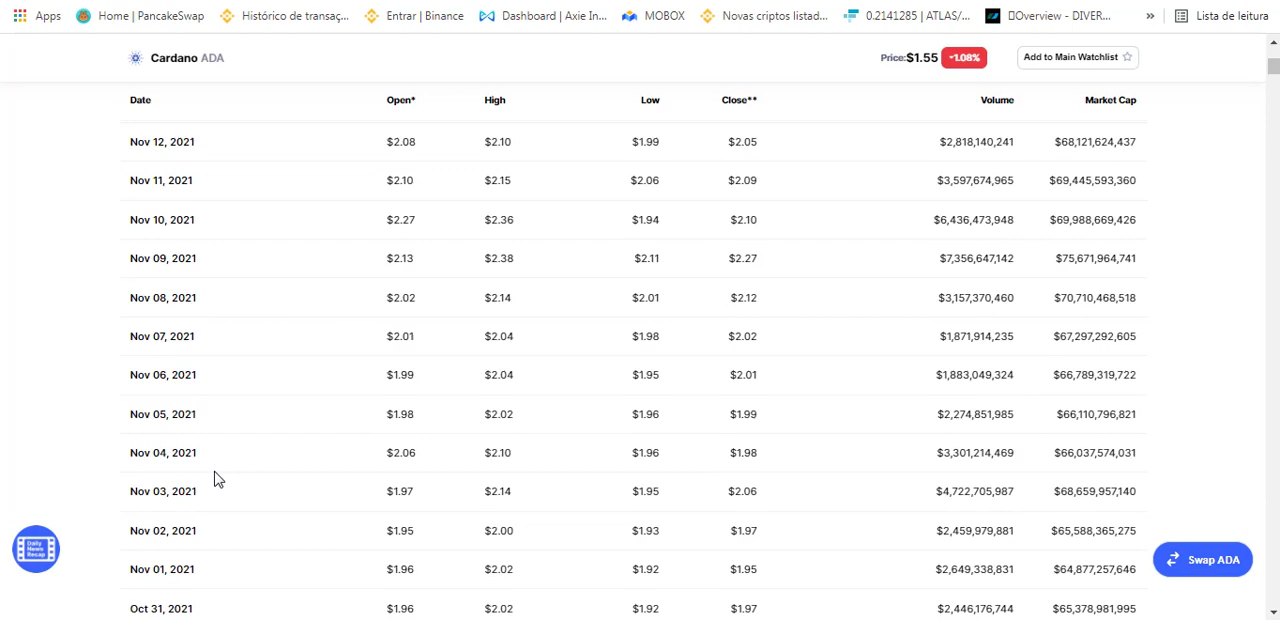 Apps Home | PancakeSwap Histórico de transaç... Entrar | Binance Dashboard | Axie In... MOBOX Novas criptos listad... 0.2141285 | ATLAS/... Overview - DIVER... » Lista de leitura
Cardano ADA Price:$1.55 -1.08% Add to Main Watchlist
Date Open* High Low Close** Volume Market Cap
Nov 12, 2021 $2.08 $2.10 $1.99 $2.05 $2,818,140,241 $68,121,624,437
Nov 11, 2021 $2.10 $2.15 $2.06 $2.09 $3,597,674,965 $69,445,593,360
Nov 10, 2021 $2.27 $2.36 $1.94 $2.10 $6,436,473,948 $69,988,669,426
Nov 09, 2021 $2.13 $2.38 $2.11 $2.27 $7,356,647,142 $75,671,964,741
Nov 08, 2021 $2.02 $2.14 $2.01 $2.12 $3,157,370,460 $70,710,468,518
Nov 07, 2021 $2.01 $2.04 $1.98 $2.02 $1,871,914,235 $67,297,292,605
Nov 06, 2021 $1.99 $2.04 $1.95 $2.01 $1,883,049,324 $66,789,319,722
Nov 05, 2021 $1.98 $2.02 $1.96 $1.99 $2,274,851,985 $66,110,796,821
Nov 04, 2021 $2.06 $2.10 $1.96 $1.98 $3,301,214,469 $66,037,574,031
Nov 03, 2021 $1.97 $2.14 $1.95 $2.06 $4,722,705,987 $68,659,957,140
Nov 02, 2021 $1.95 $2.00 $1.93 $1.97 $2,459,979,881 $65,588,365,275
Daily
News
Recap
Nov 01, 2021 $1.96 $2.02 $1.92 $1.95 $2,649,338,831 $64,877,257,646
Swap ADA
Oct 31, 2021 $1.96 $2.02 $1.92 $1.97 $2,446,176,744 $65,378,981,995